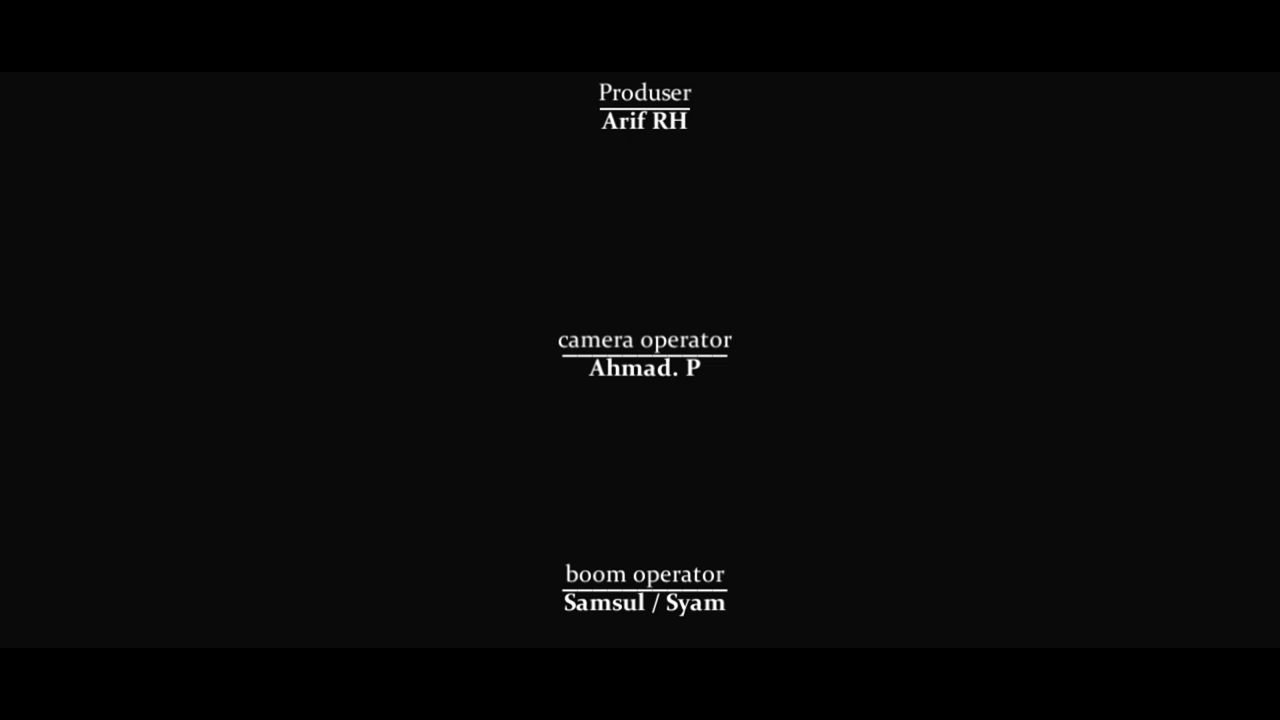 Produser
Arif RH
camera operator
Ahmad. P
boom operator
Samsul / Syam